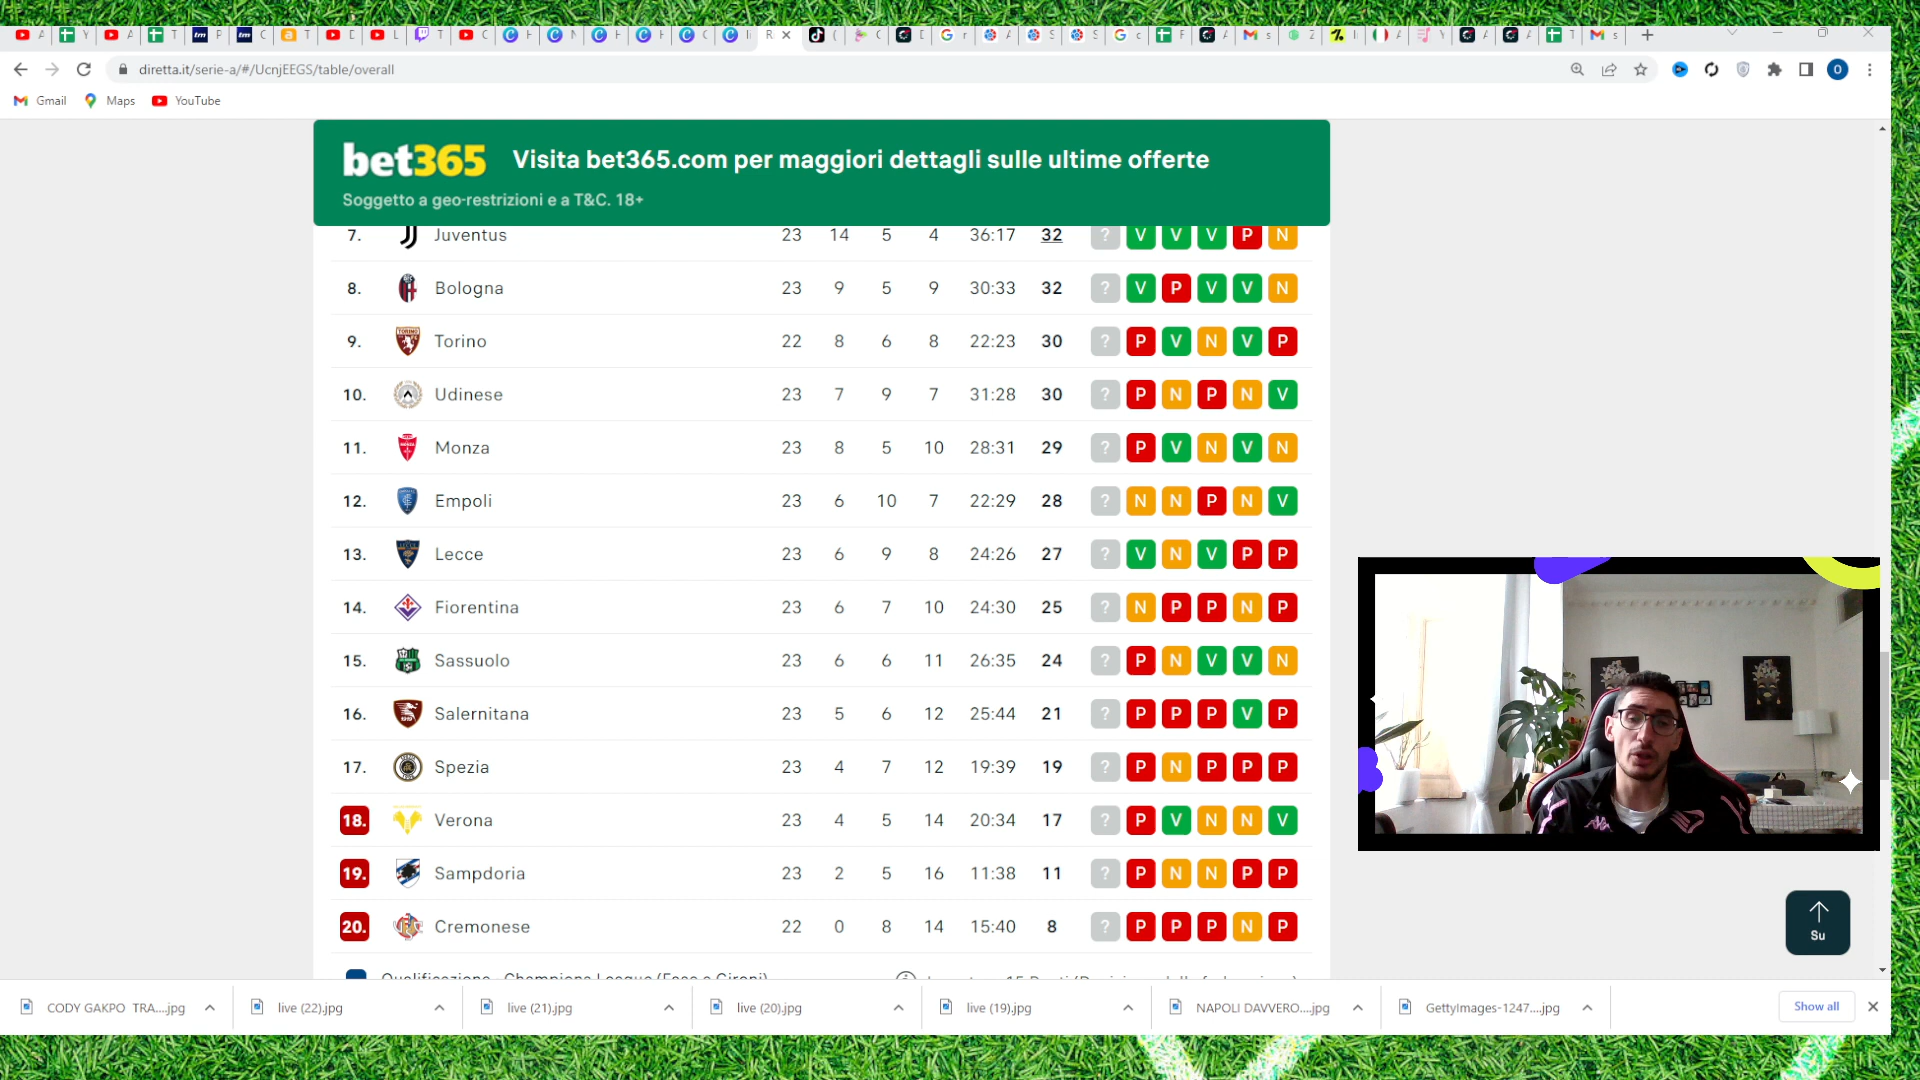 diretta.it/serie-a/#/UcnjEEGS/table/overall
Gmail Maps YouTube
bet365 Visita bet365.com per maggiori dettagli sulle ultime offerte
Soggetto a geo-restrizioni e a T&C. 18+
7. Juventus 23 14 5 4 36:17 32 ? V V V P N
8. Bologna 23 9 5 9 30:33 32 ? V P V V N
9. Torino 22 8 6 8 22:23 30 ? P V N V P
10. Udinese 23 7 9 7 31:28 30 ? P N P N V
11. Monza 23 8 5 10 28:31 29 ? P V N V N
12. Empoli 23 6 10 7 22:29 28 ? N N P N V
13. Lecce 23 6 9 8 24:26 27 ? V N V P P
14. Fiorentina 23 6 7 10 24:30 25 ? N P P N P
15. Sassuolo 23 6 6 11 26:35 24 ? P N V V N
16. Salernitana 23 5 6 12 25:44 21 ? P P P V P
17. Spezia 23 4 7 12 19:39 19 ? P N P P P
18. Verona 23 4 5 14 20:34 17 ? P V N N V
19. Sampdoria 23 2 5 16 11:38 11 ? P N N P P
20. Cremonese 22 0 8 14 15:40 8 ? P P P N P
Su
CODY GAKPO TRA....jpg live (22).jpg live (21).jpg live (20).jpg live (19).jpg NAPOLI DAVVERO....jpg GettyImages-1247....jpg Show all